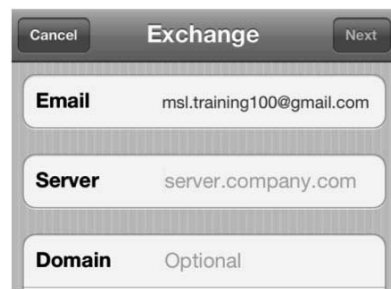 Cancel Exchange Next
Email msl.training100@gmail.com
Server server.company.com
Domain Optional